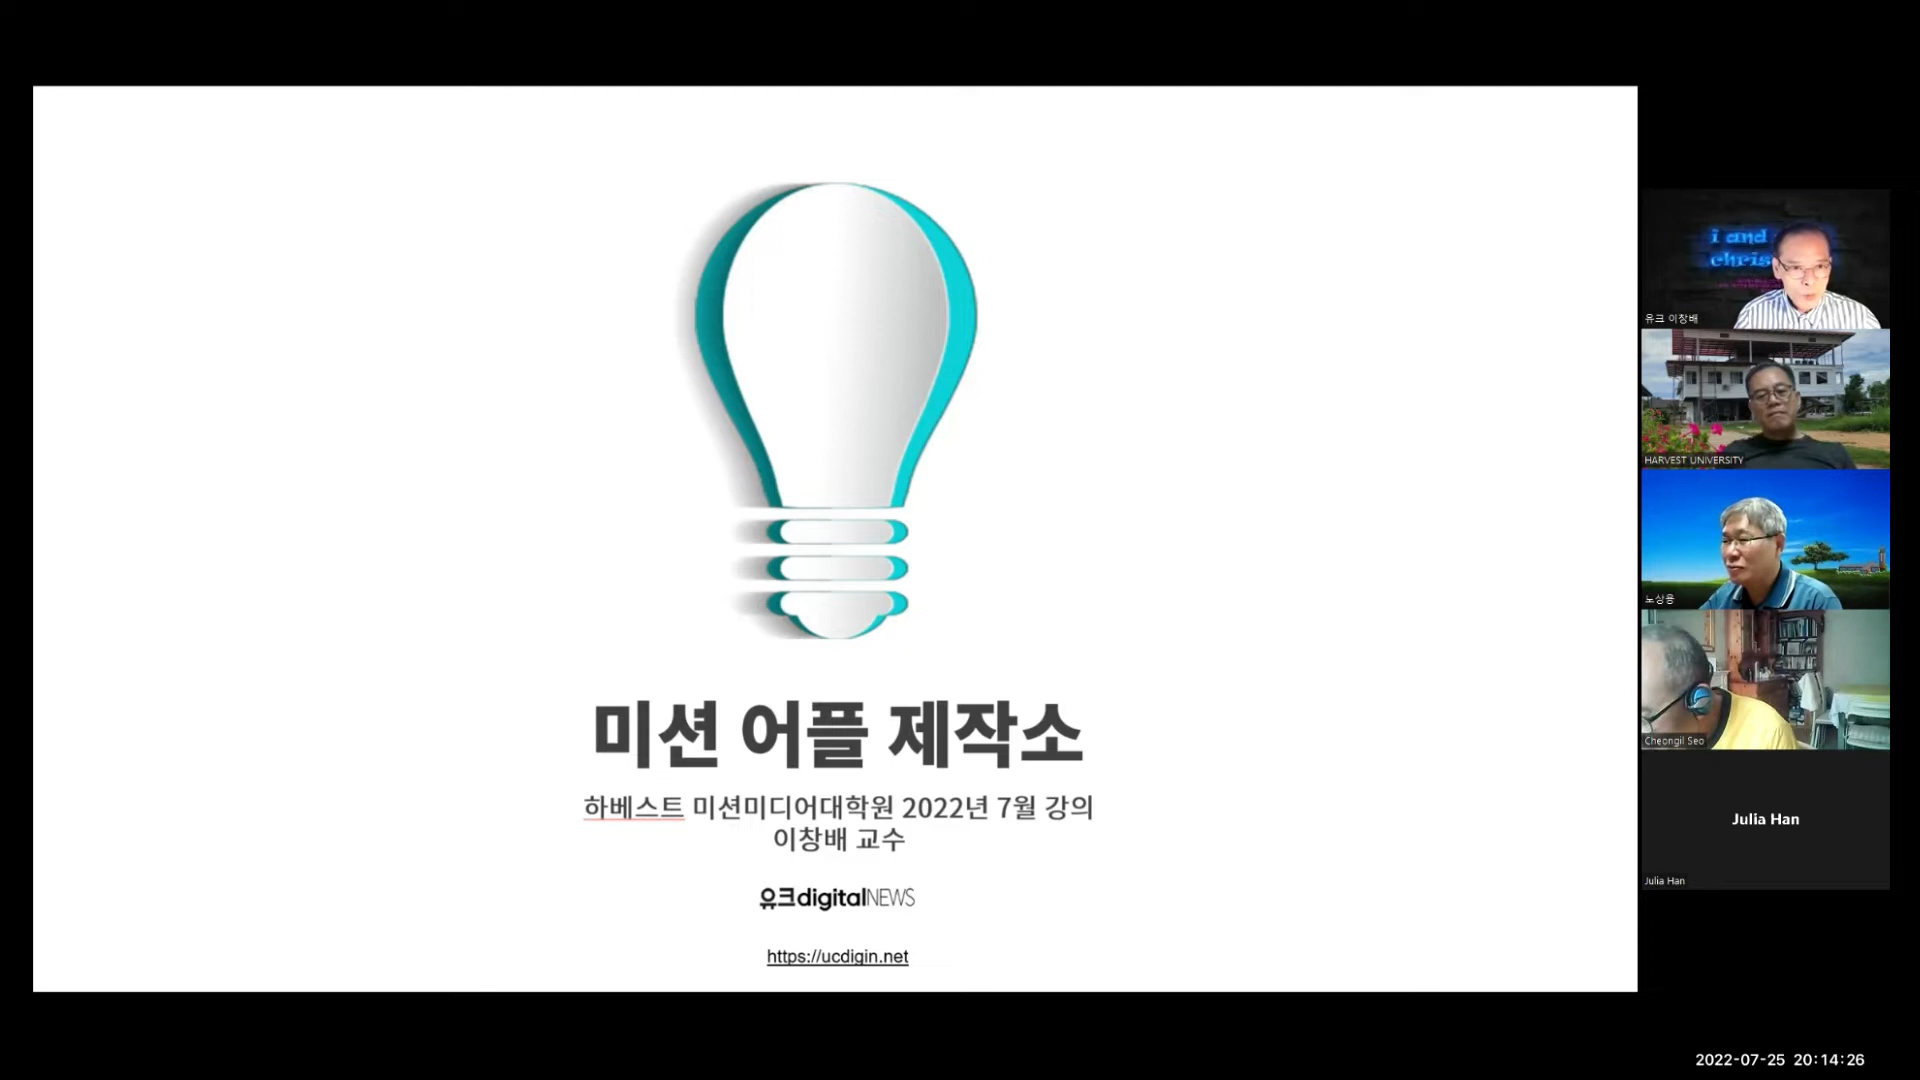 미션 어플 제작소
하베스트 미션미디어대학원 2022년 7월 강의
이창배 교수
유크digitalNEWS
https://ucdigin.net
i and
chris
유크 이창배
HARVEST UNIVERSITY
노상용
Cheongil Seo
Julia Han
Julia Han
2022-07-25 20:14:26